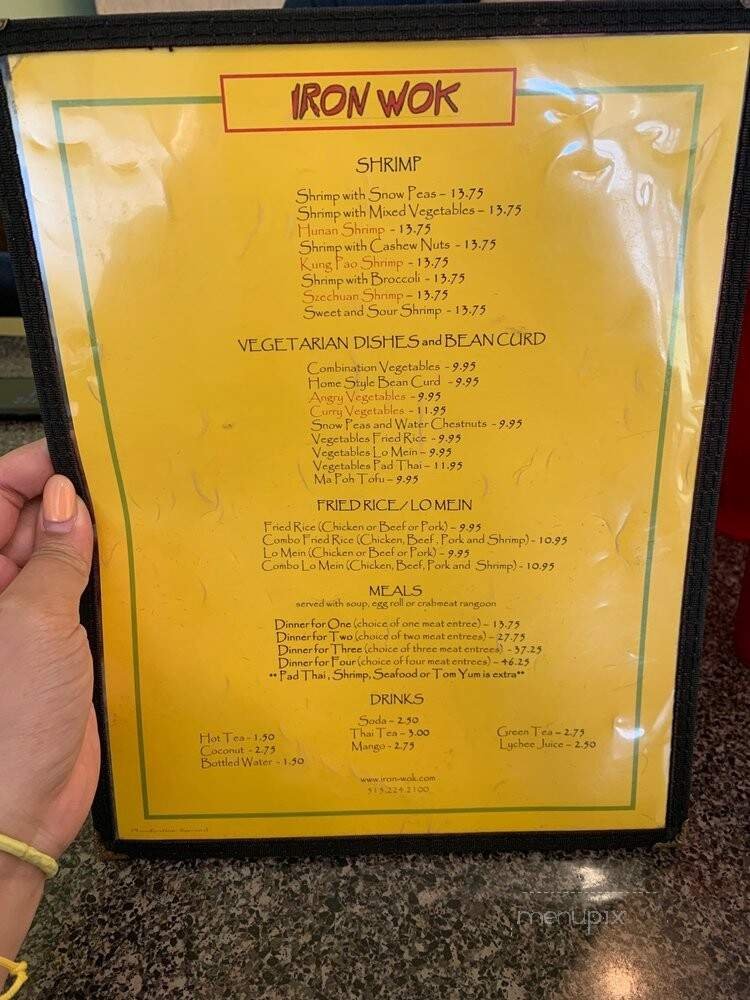 IRON WOK
SHRIMP
Shrimp with Snow Peas – 13.75
Shrimp with Mixed Vegetables – 13.75
Hunan Shrimp - 13.75
Shrimp with Cashew Nuts - 13.75
Kung Pao Shrimp - 13.75
Shrimp with Broccoli - 13.75
Szechuan Shrimp – 13.75
Sweet and Sour Shrimp - 13.75
VEGETARIAN DISHES and BEAN CURD
Combination Vegetables - 9.95
Home Style Bean Curd - 9.95
Angry Vegetables - 9.95
Curry Vegetables - 11.95
Snow Peas and Water Chestnuts - 9.95
Vegetables Fried Rice - 9.95
Vegetables Lo Mein – 9.95
Vegetables Pad Thai – 11.95
Ma Poh Tofu – 9.95
FRIED RICE / LO MEIN
Fried Rice (Chicken or Beef or Pork) – 9.95
Combo Fried Rice (Chicken, Beef , Pork and Shrimp) - 10.95
Lo Mein (Chicken or Beef or Pork) - 9.95
Combo Lo Mein (Chicken, Beef, Pork and Shrimp) - 10.95
MEALS
served with soup, egg roll or crabmeat rangoon
Dinner for One (choice of one meat entree) – 13.75
Dinner for Two (choice of two meat entrees) – 27.75
Dinner for Three (choice of three meat entrees) - 37.25
Dinner for Four (choice of four meat entrees) – 46.25
** Pad Thai , Shrimp, Seafood or Tom Yum is extra**
DRINKS
Soda – 2.50
Hot Tea - 1.50 Thai Tea – 3.00 Green Tea – 2.75
Coconut - 2.75 Mango - 2.75 Lychee Juice – 2.50
Bottled Water - 1.50
www.iron-wok.com
515.224.2100
menupix